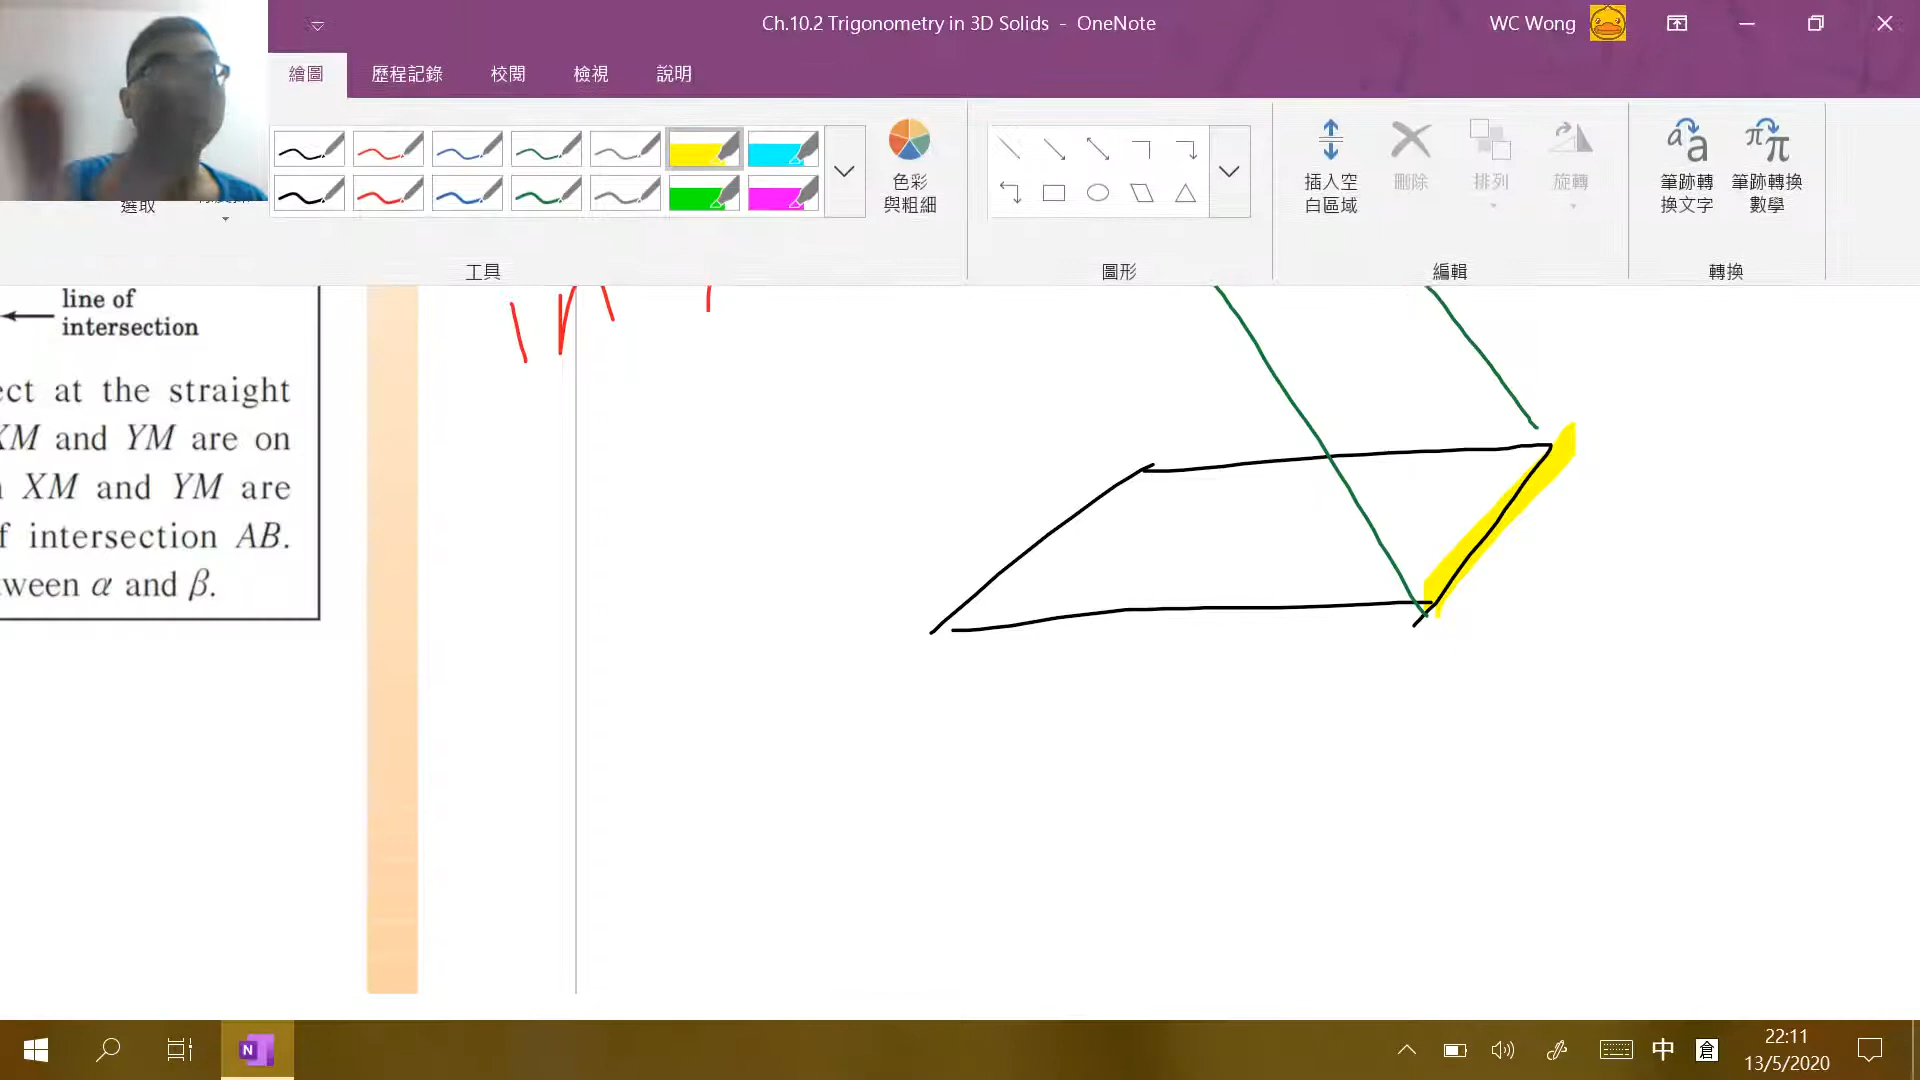 Ch.10.2 Trigonometry in 3D Solids - OneNote
WC Wong
繪圖
歷程記錄
校閱
檢視
說明
選取
色彩
與粗細
插入空
白區域
刪除
排列
旋轉
筆跡轉
換文字
筆跡轉換
數學
工具
圖形
編輯
轉換
line of
intersection
ect at the straight
XM and YM are on
XM and YM are
f intersection AB.
tween α and β.
中
倉
22:11
13/5/2020